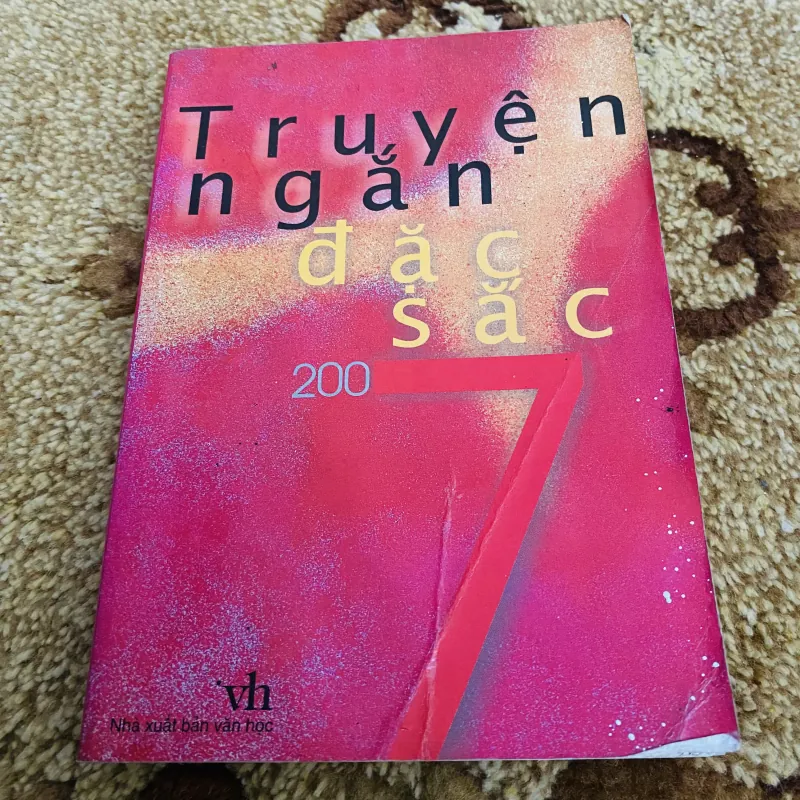 Truyện
ngắn
đặc
sắc
2007
vh
Nhà xuất bản văn học